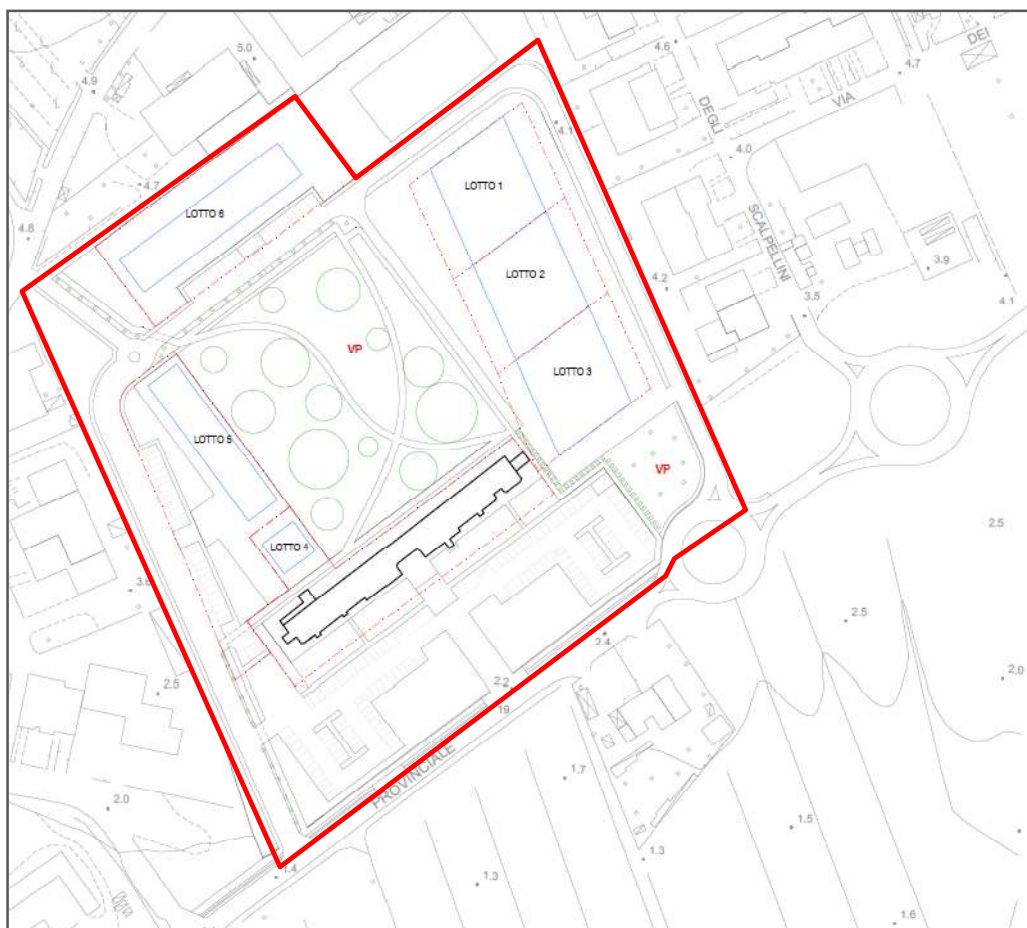 DEI
5.0
4.6
4.7
4.9
VIA
DEGLI
4.1
4.0
4.7
LOTTO 1
LOTTO 6
4.8
SCALPELLINI
3.9
LOTTO 2
4.2
4.1
3.5
VP
LOTTO 3
LOTTO 5
VP
2.5
LOTTO 4
3.6
2.5
2.4
2.0
2.5
2.2
19
PROVINCIALE
1.7
2.0
1.5
1.3
1.4
1.3
1.6